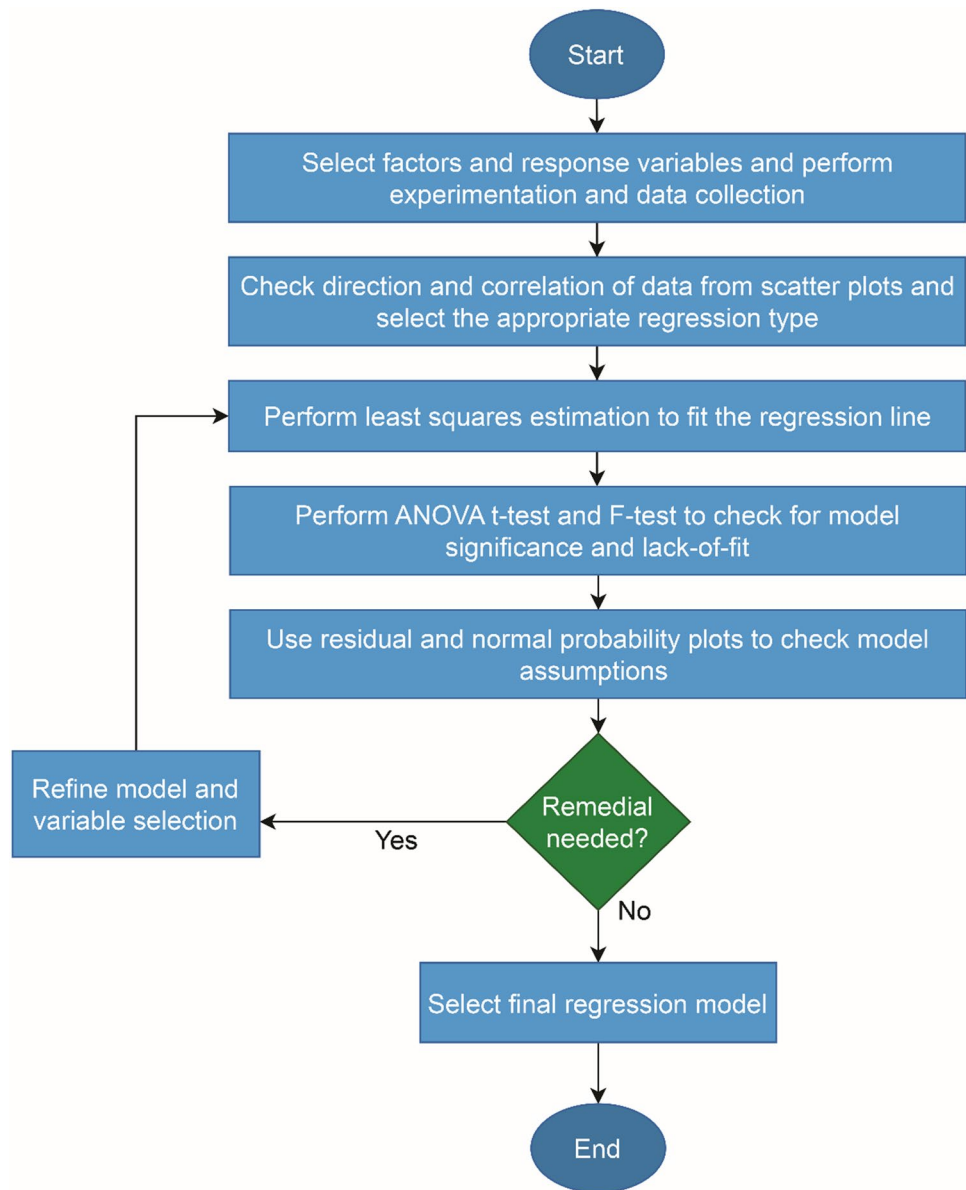 Start
Select factors and response variables and perform
experimentation and data collection
Check direction and correlation of data from scatter plots and
select the appropriate regression type
Perform least squares estimation to fit the regression line
Perform ANOVA t-test and F-test to check for model
significance and lack-of-fit
Use residual and normal probability plots to check model
assumptions
Refine model and
variable selection
Yes
Remedial
needed?
No
Select final regression model
End